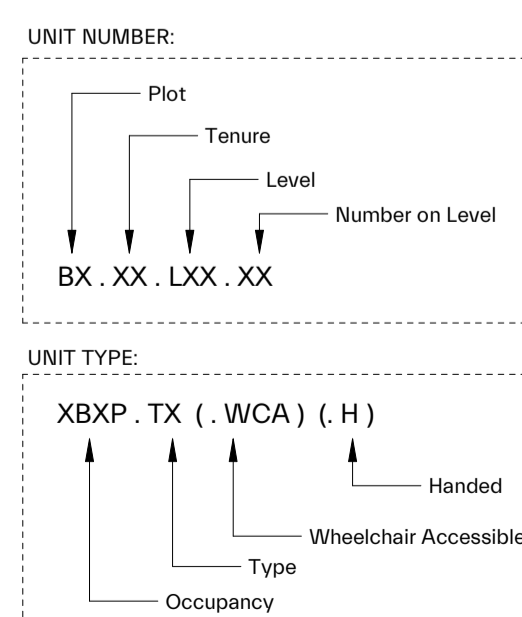 UNIT NUMBER:
Plot
Tenure
Level
Number on Level
BX . XX . LXX . XX
UNIT TYPE:
XBXP . TX ( . WCA ) (. H )
Handed
Wheelchair Accessible
Type
Occupancy